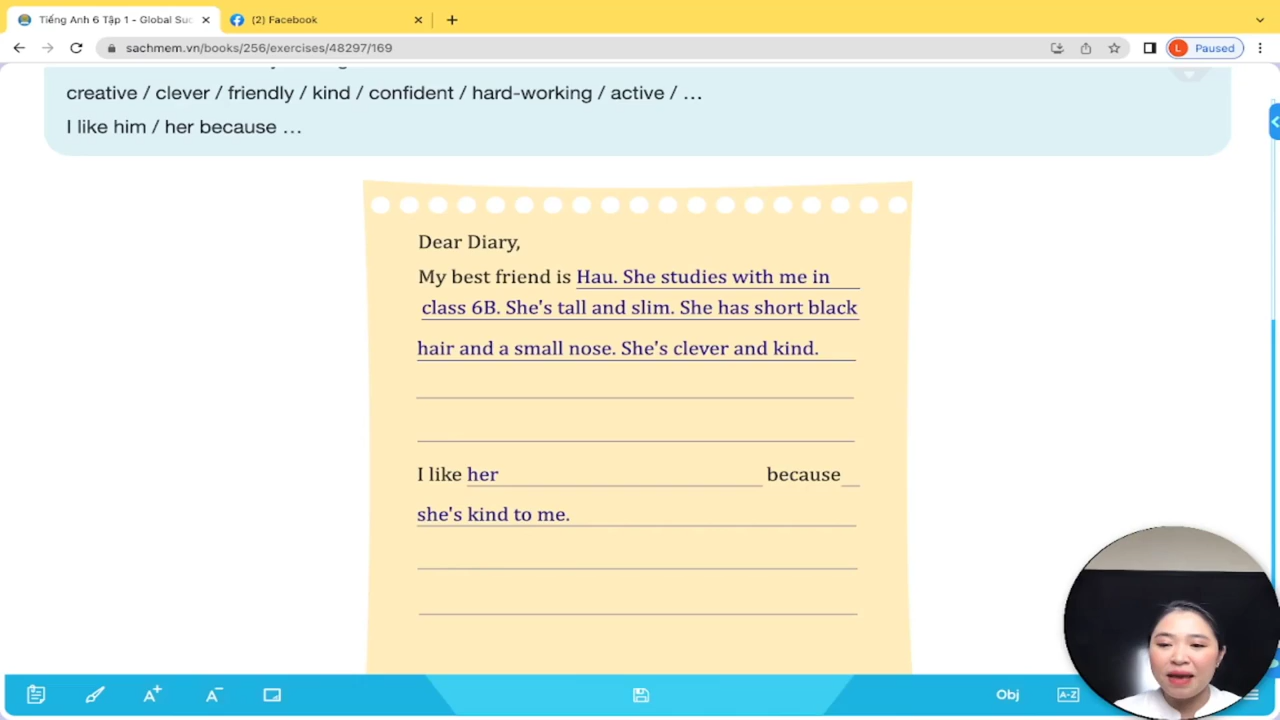 Tiếng Anh 6 Tập 1 - Global Suc
(2) Facebook
sachmem.vn/books/256/exercises/48297/169
L Paused
creative / clever / friendly / kind / confident / hard-working / active / …
I like him / her because …
Dear Diary,
My best friend is Hau. She studies with me in
class 6B. She's tall and slim. She has short black
hair and a small nose. She's clever and kind.
I like her because
she's kind to me.
A+ A- Obj A-Z